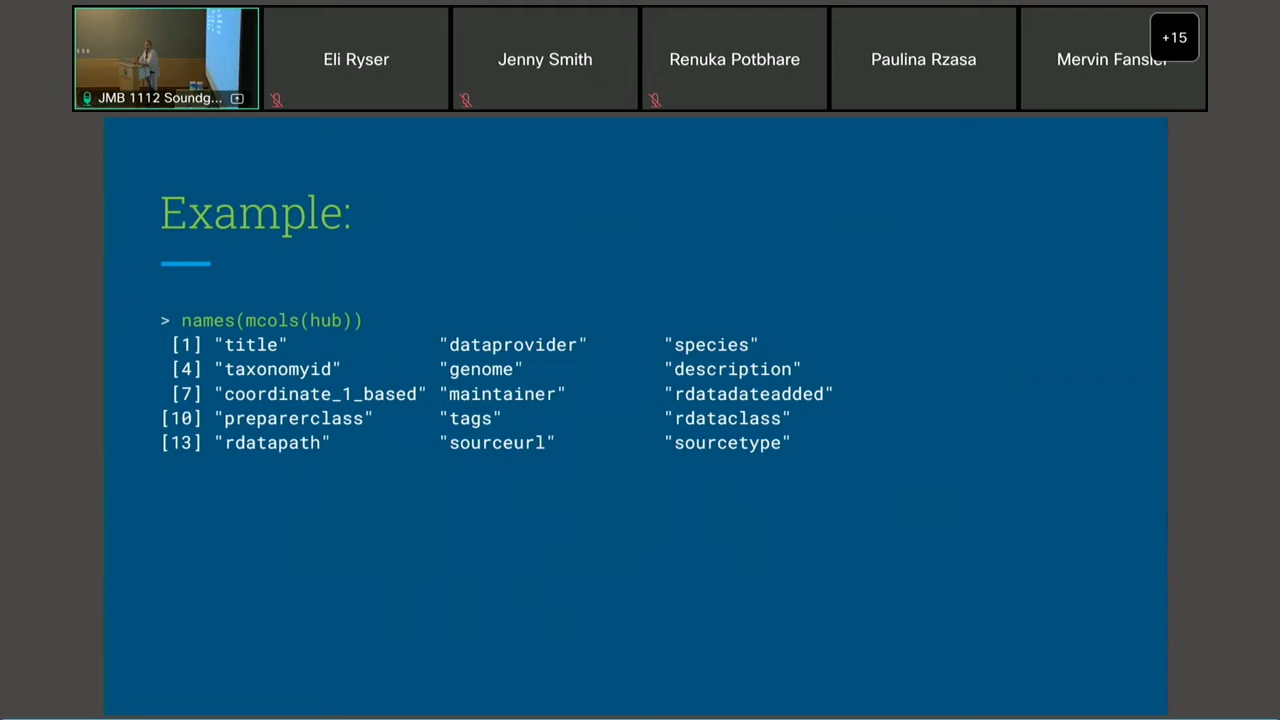 +15
Eli Ryser
Jenny Smith
Renuka Potbhare
Paulina Rzasa
Mervin Fansler
JMB 1112 Soundg...
Example:
> names(mcols(hub))
[1] "title" "dataprovider" "species"
[4] "taxonomyid" "genome" "description"
[7] "coordinate_1_based" "maintainer" "rdatadateadded"
[10] "preparerclass" "tags" "rdataclass"
[13] "rdatapath" "sourceurl" "sourcetype"